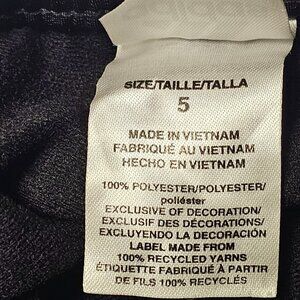 SIZE/TAILLE/TALLA
5
MADE IN VIETNAM
FABRIQUÉ AU VIETNAM
HECHO EN VIETNAM
100% POLYESTER/POLYESTER/
poliéster
EXCLUSIVE OF DECORATION/
EXCLUSIF DES DÉCORATIONS/
EXCLUYENDO LA DECORACIÓN
LABEL MADE FROM
100% RECYCLED YARNS
ÉTIQUETTE FABRIQUÉ À PARTIR
DE FILS 100% RECYCLÉS